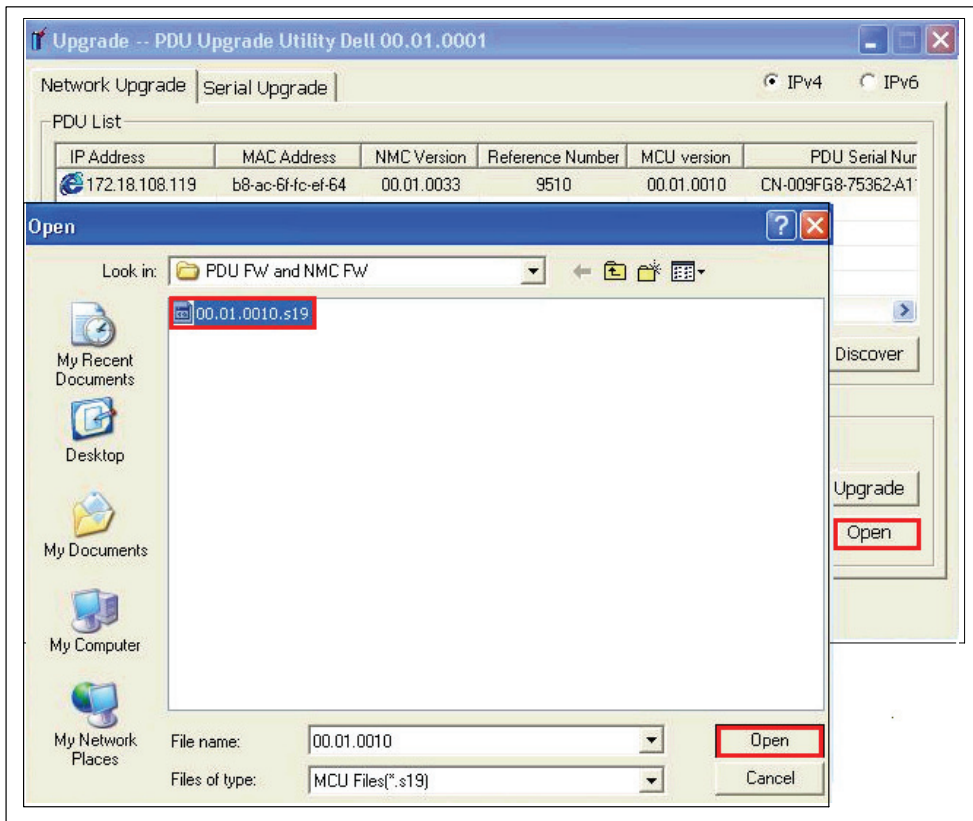 Upgrade -- PDU Upgrade Utility Dell 00.01.0001
Network Upgrade Serial Upgrade IPv4 IPv6
PDU List
IP Address MAC Address NMC Version Reference Number MCU version PDU Serial Nur
172.18.108.119 b8-ac-6f-fc-ef-64 00.01.0033 9510 00.01.0010 CN-009FG8-75362-A1
Open
Look in: PDU FW and NMC FW
00.01.0010.s19
My Recent
Documents
Desktop
My Documents
My Computer
My Network
Places
Discover
Upgrade
Open
File name: 00.01.0010 Open
Files of type: MCU Files(*.s19) Cancel